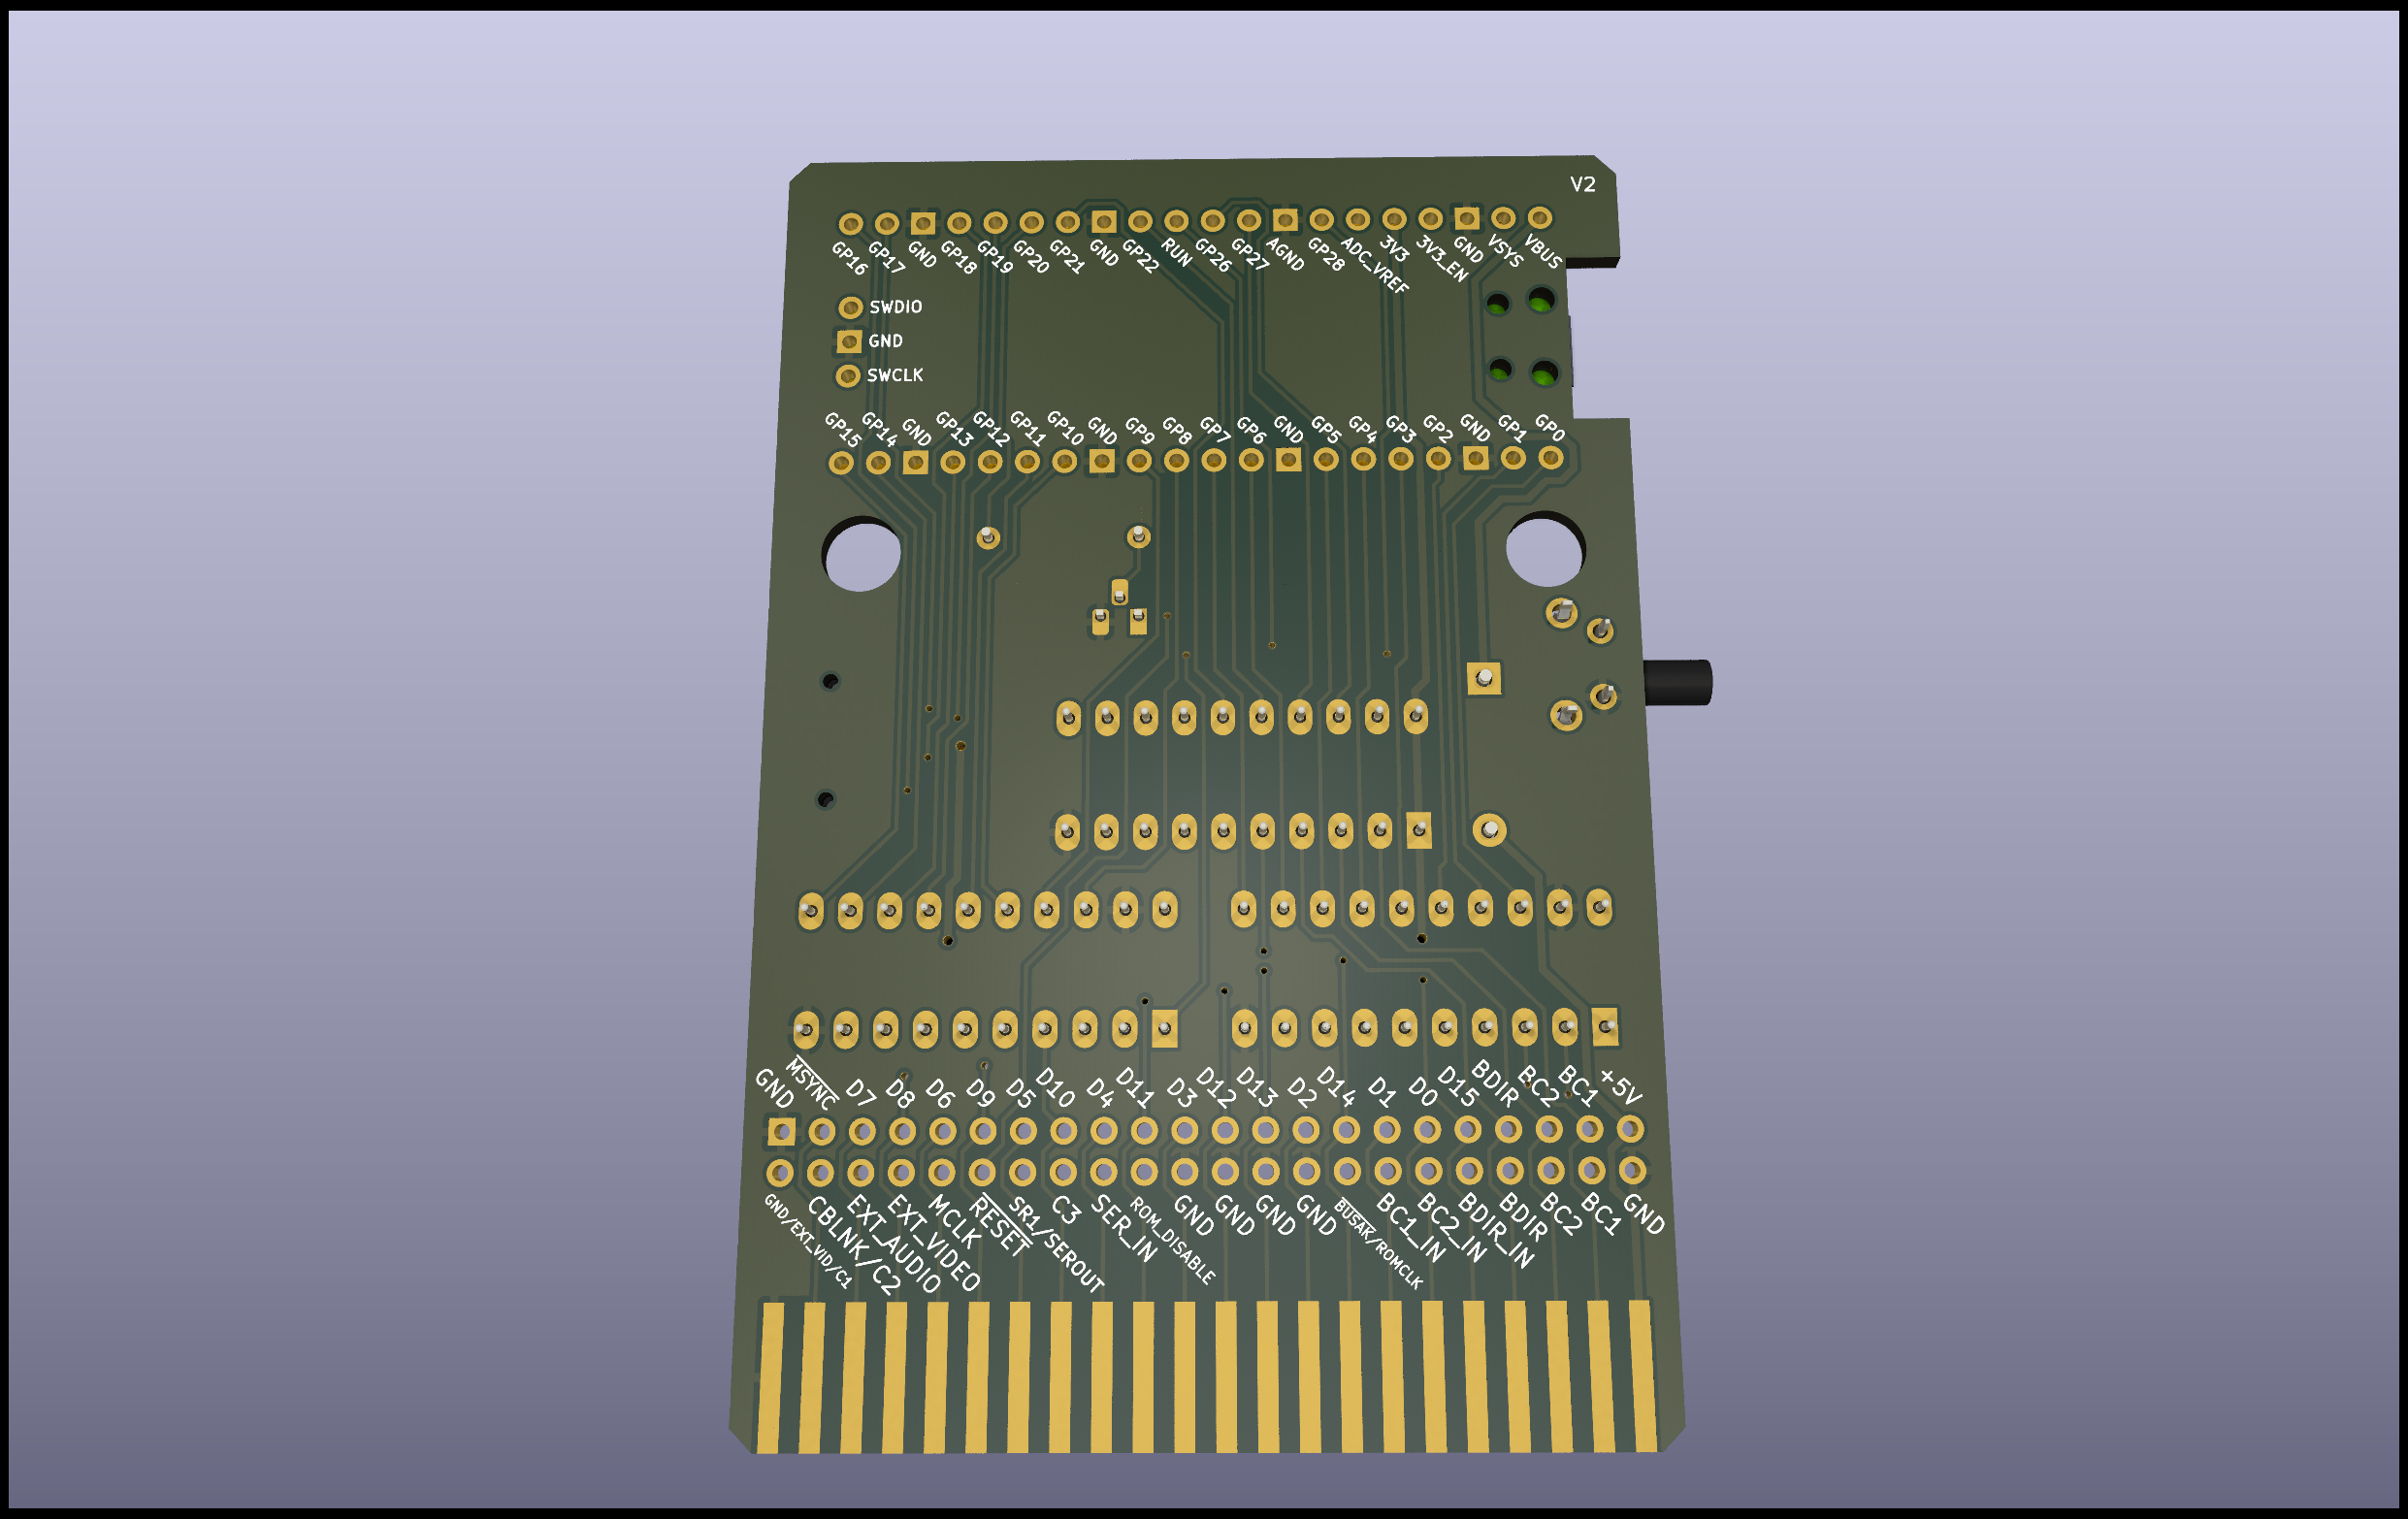 V2
GP16 GP17 GND GP18 GP19 GP20 GP21 GND GP22 RUN GP26 GP27 AGND GP28 ADC_VREF 3V3 3V3_EN GND VSYS VBUS
SWDIO
GND
SWCLK
GP15 GP14 GND GP13 GP12 GP11 GP10 GND GP9 GP8 GP7 GP6 GND GP5 GP4 GP3 GP2 GND GP1 GP0
GND MSYNC D7 D8 D6 D9 D5 D10 D4 D11 D3 D12 D13 D2 D14 D1 D0 D15 BDIR BC2 BC1 +5V
GND/EXT_VID/C1 CBLNK/C2 EXT_AUDIO EXT_VIDEO MCLK RESET SR1/SEROUT C3 SER_IN ROM_DISABLE GND GND GND GND BUSAK/ROMCLK BC1_IN BC2_IN BDIR_IN BDIR BC2 BC1 GND